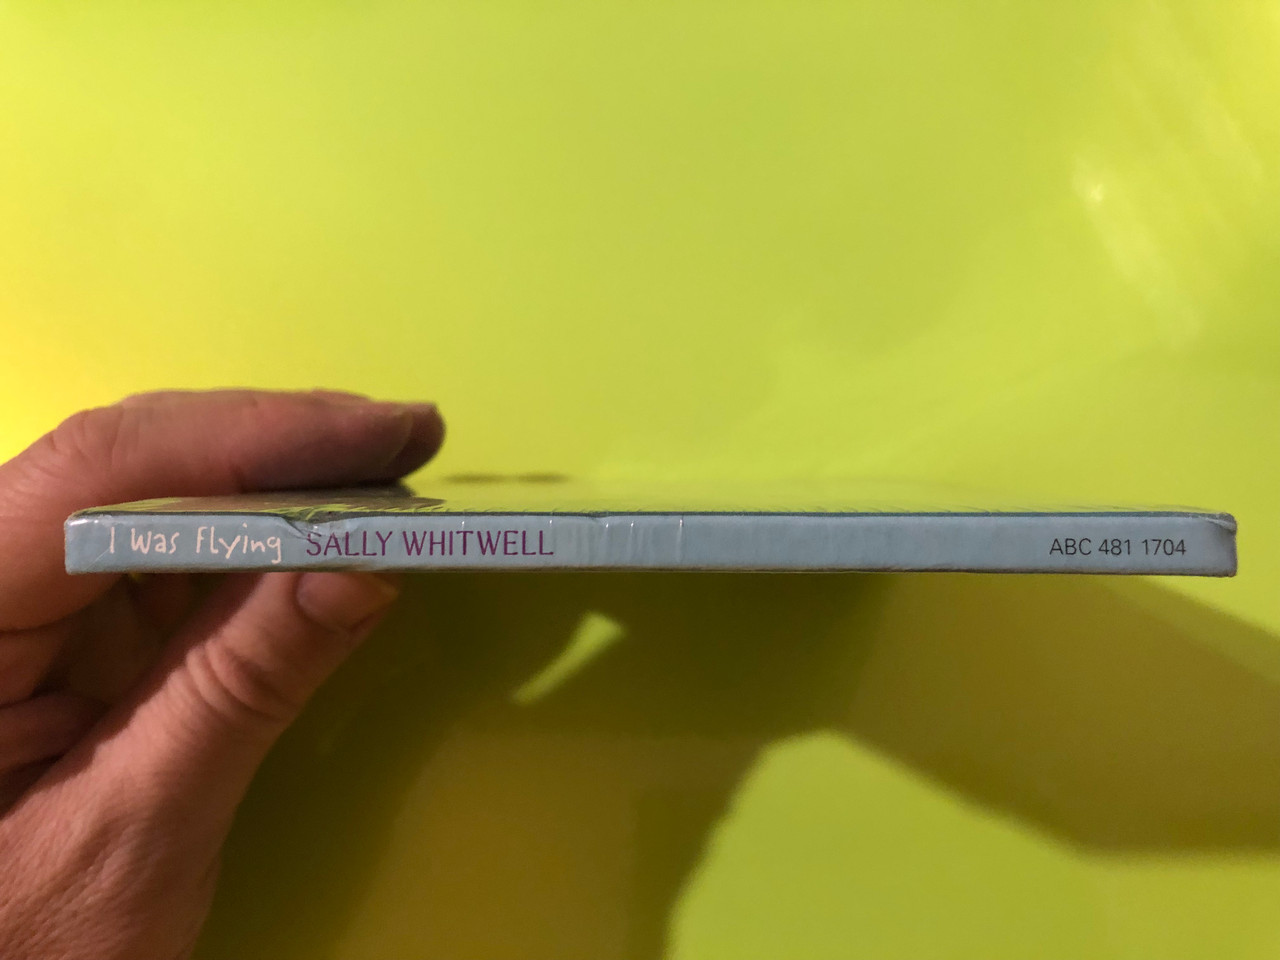 I Was Flying SALLY WHITWELL ABC 481 1704